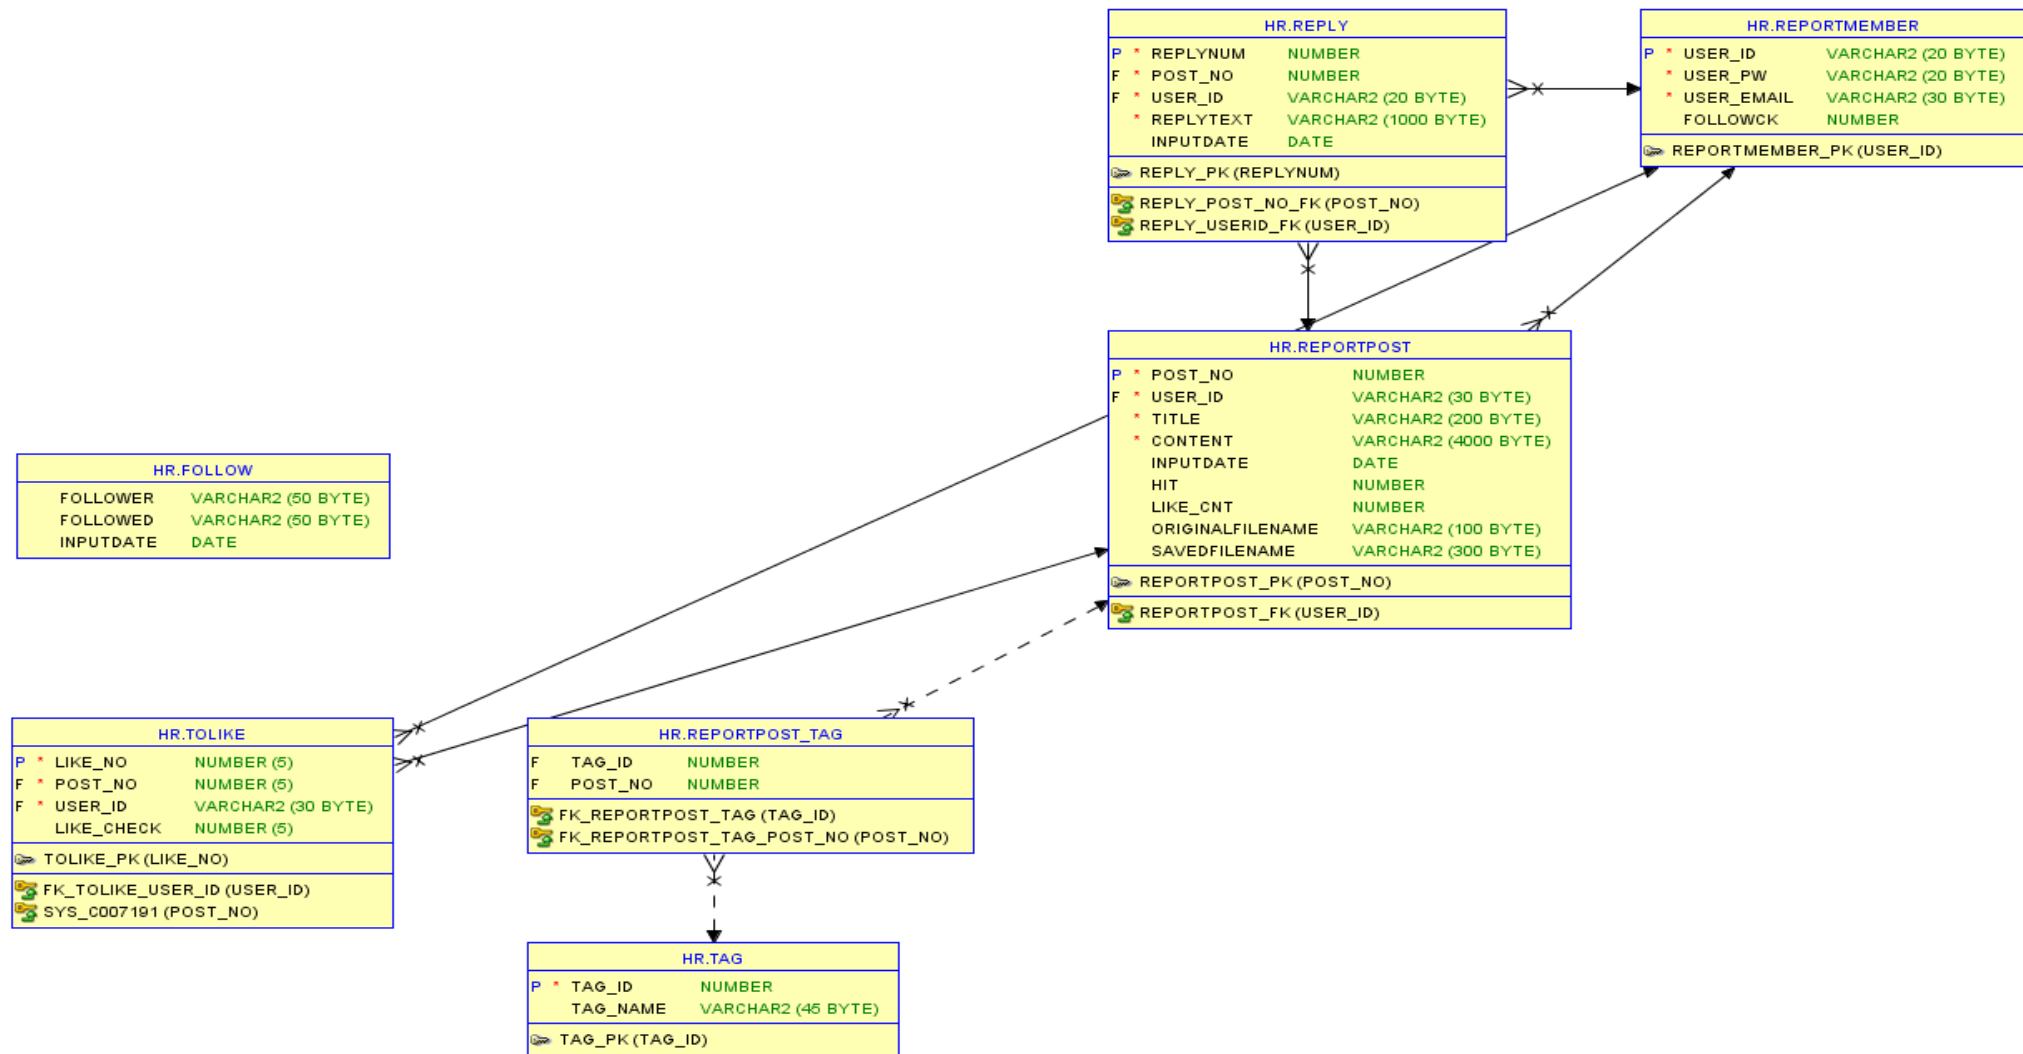 HR.REPLY
P * REPLYNUM NUMBER
F * POST_NO NUMBER
F * USER_ID VARCHAR2 (20 BYTE)
* REPLYTEXT VARCHAR2 (1000 BYTE)
INPUTDATE DATE
REPLY_PK (REPLYNUM)
REPLY_POST_NO_FK (POST_NO)
REPLY_USERID_FK (USER_ID)
HR.REPORTMEMBER
P * USER_ID VARCHAR2 (20 BYTE)
* USER_PW VARCHAR2 (20 BYTE)
* USER_EMAIL VARCHAR2 (30 BYTE)
FOLLOWCK NUMBER
REPORTMEMBER_PK (USER_ID)
HR.REPORTPOST
P * POST_NO NUMBER
F * USER_ID VARCHAR2 (30 BYTE)
* TITLE VARCHAR2 (200 BYTE)
* CONTENT VARCHAR2 (4000 BYTE)
INPUTDATE DATE
HIT NUMBER
LIKE_CNT NUMBER
ORIGINALFILENAME VARCHAR2 (100 BYTE)
SAVEDFILENAME VARCHAR2 (300 BYTE)
REPORTPOST_PK (POST_NO)
REPORTPOST_FK (USER_ID)
HR.FOLLOW
FOLLOWER VARCHAR2 (50 BYTE)
FOLLOWED VARCHAR2 (50 BYTE)
INPUTDATE DATE
HR.TOLIKE
P * LIKE_NO NUMBER (5)
F * POST_NO NUMBER (5)
F * USER_ID VARCHAR2 (30 BYTE)
LIKE_CHECK NUMBER (5)
TOLIKE_PK (LIKE_NO)
FK_TOLIKE_USER_ID (USER_ID)
SYS_C007191 (POST_NO)
HR.REPORTPOST_TAG
F TAG_ID NUMBER
F POST_NO NUMBER
FK_REPORTPOST_TAG (TAG_ID)
FK_REPORTPOST_TAG_POST_NO (POST_NO)
HR.TAG
P * TAG_ID NUMBER
TAG_NAME VARCHAR2 (45 BYTE)
TAG_PK (TAG_ID)